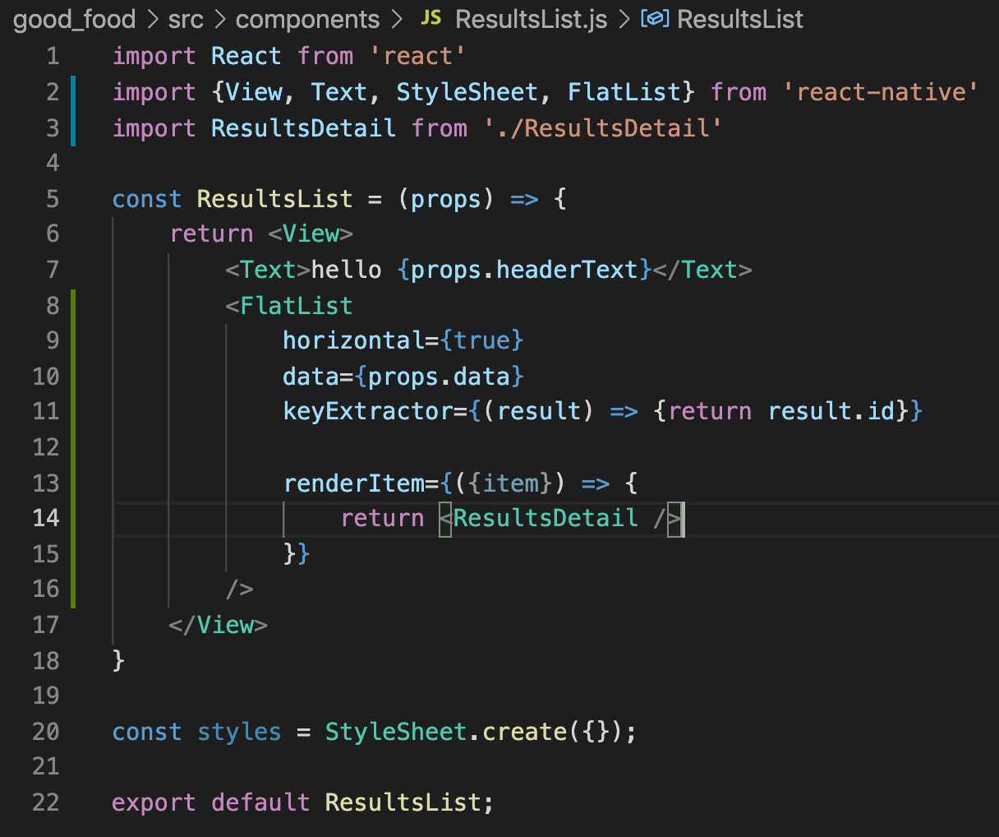 good_food > src > components > JS ResultsList.js > ResultsList
1 import React from 'react'
2 import {View, Text, StyleSheet, FlatList} from 'react-native'
3 import ResultsDetail from './ResultsDetail'
4
5 const ResultsList = (props) => {
6     return <View>
7         <Text>hello {props.headerText}</Text>
8         <FlatList
9             horizontal={true}
10             data={props.data}
11             keyExtractor={(result) => {return result.id}}
12
13             renderItem={({item}) => {
14                 return <ResultsDetail />
15             }}
16         />
17     </View>
18 }
19
20 const styles = StyleSheet.create({});
21
22 export default ResultsList;